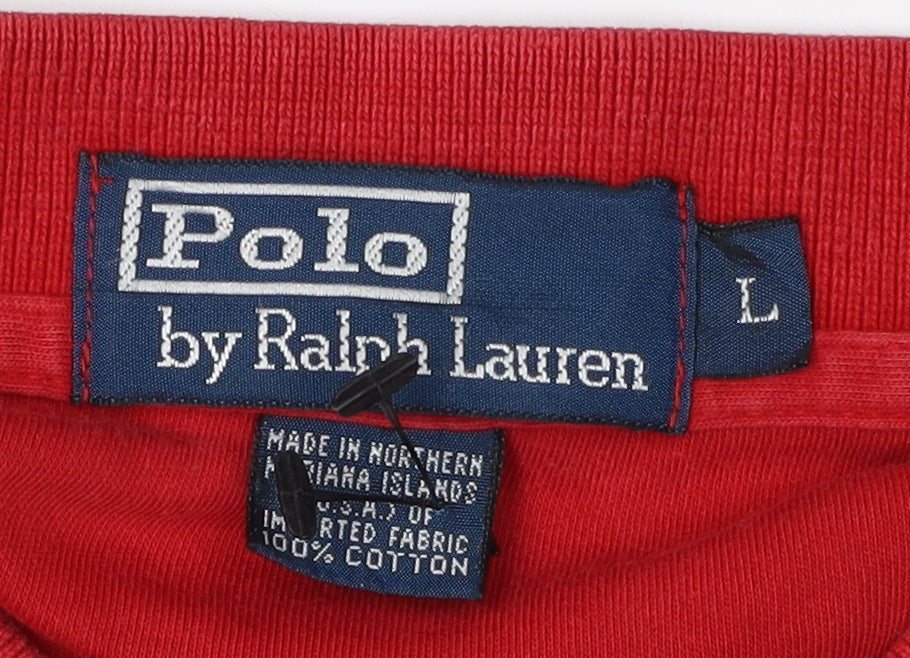 Polo
by Ralph Lauren
L
MADE IN NORTHERN
MARIANA ISLANDS
(U.S.A.) OF
IMPORTED FABRIC
100% COTTON